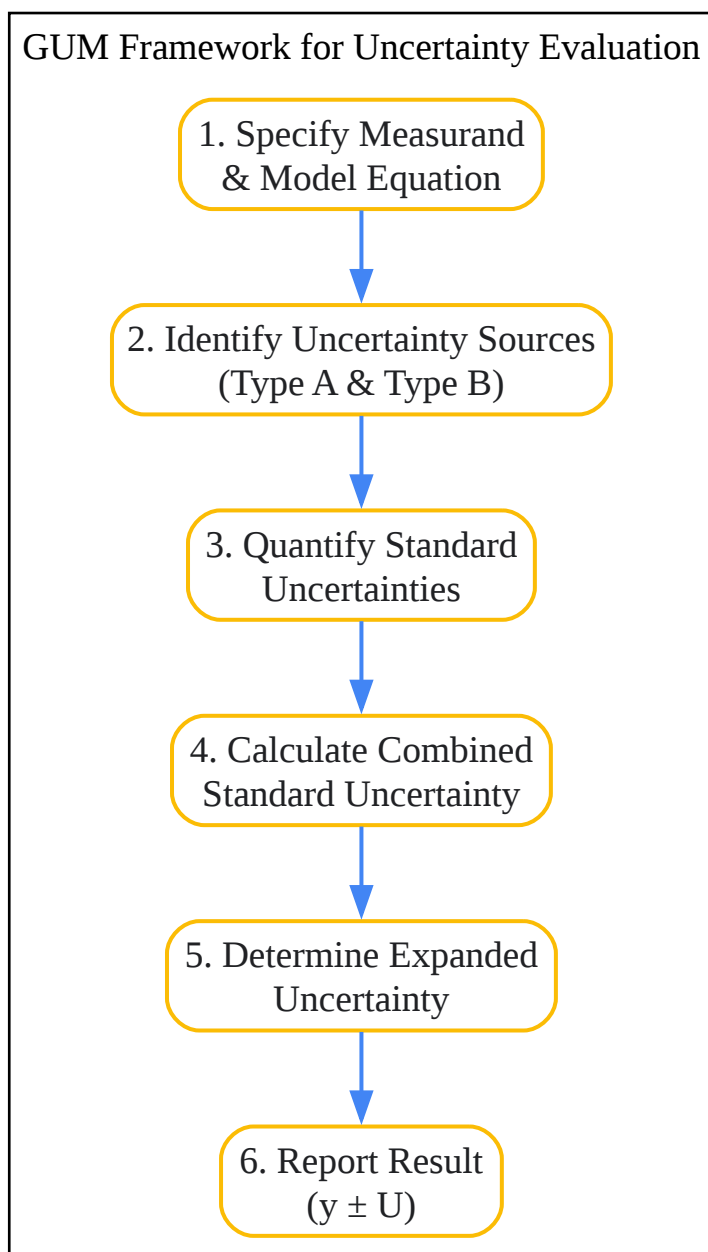 GUM Framework for Uncertainty Evaluation
1. Specify Measurand
& Model Equation
2. Identify Uncertainty Sources
(Type A & Type B)
3. Quantify Standard
Uncertainties
4. Calculate Combined
Standard Uncertainty
5. Determine Expanded
Uncertainty
6. Report Result
(y ± U)